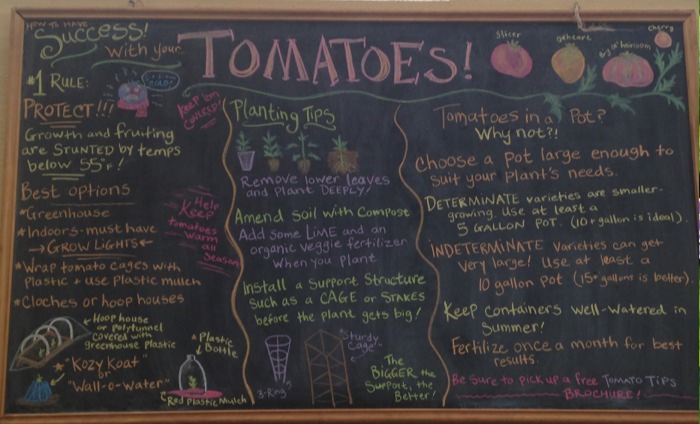 HOW TO HAVE
Success!
with your
TOMATOES!
#1 RULE:
PROTECT!!!
Keep 'em
COVERED!
Growth and fruiting
are STUNTED by temps
below 55°F!
Best options
*Greenhouse
*Indoors-must have
→GROW LIGHTS←
*Wrap tomato cages with
Plastic + use Plastic mulch
*Cloches or hoop houses
Help
Keep
tomatoes
warm
all
Season
Hoop house
or Polytunnel
covered with
greenhouse plastic
*"Kozy Koat"
or
"Wall-o-Water"
*Plastic
Bottle
Red Plastic Mulch
Planting Tips
Remove lower leaves
and Plant DEEPLY!
Amend Soil with Compost
Add some LIME and an
organic veggie fertilizer
when you Plant
Install a Support Structure
such as a CAGE or STAKES
before the plant gets big!
3-Ring
"Sturdy
Cage"
The
BIGGER the
Support, the
Better!
slicer
cherry
Tomatoes in a Pot?
Why not?!
Choose a Pot large enough to
suit your Plant's needs.
DETERMINATE varieties are smaller-
growing. Use at least a
5 GALLON POT. (10+ gallon is ideal)
INDETERMINATE varieties can get
very large! Use at least a
10 gallon Pot (15+ gallons is better)
Keep Containers well-watered in
Summer!
Fertilize once a month for best
results.
Be sure to pick up a free TOMATO TIPS
BROCHURE!